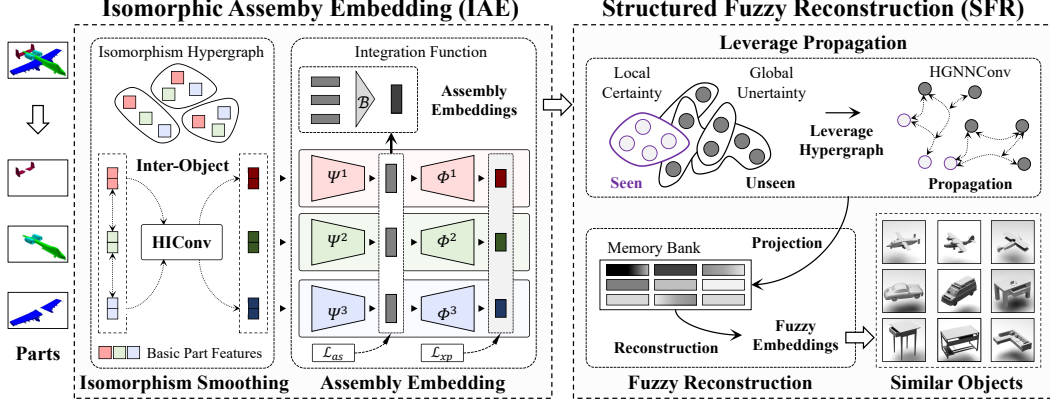 Isomorphic Assemby Embedding (IAE)
Structured Fuzzy Reconstruction (SFR)
Isomorphism Hypergraph
Inter-Object
HIConv
Basic Part Features
Isomorphism Smoothing
Parts
Integration Function
ℬ
Assembly
Embeddings
Ψ¹
Φ¹
Ψ²
Φ²
Ψ³
Φ³
ℒas
ℒxp
Assembly Embedding
Leverage Propagation
Local
Certainty
Global
Unertainty
HGNNConv
Leverage
Hypergraph
Seen
Unseen
Propagation
Memory Bank
Projection
Reconstruction
Fuzzy
Embeddings
Fuzzy Reconstruction
Similar Objects